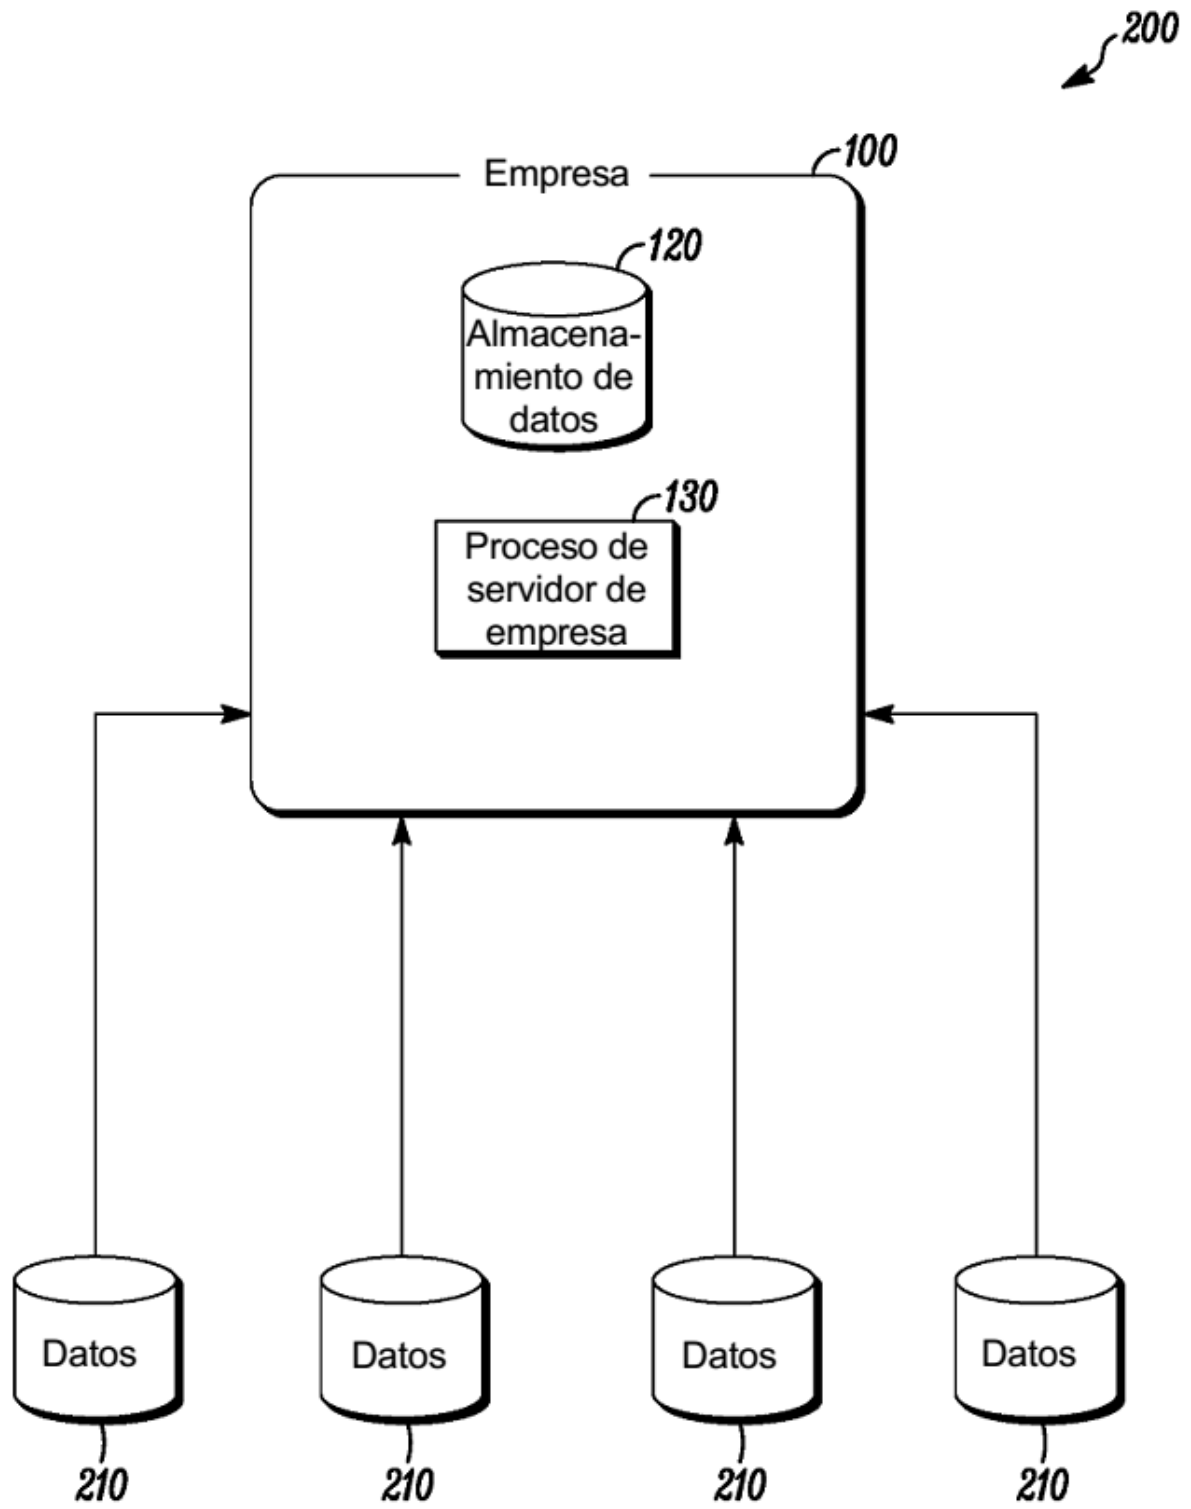 200
Empresa
100
120
Almacena-
miento de
datos
130
Proceso de
servidor de
empresa
Datos
Datos
Datos
Datos
210
210
210
210